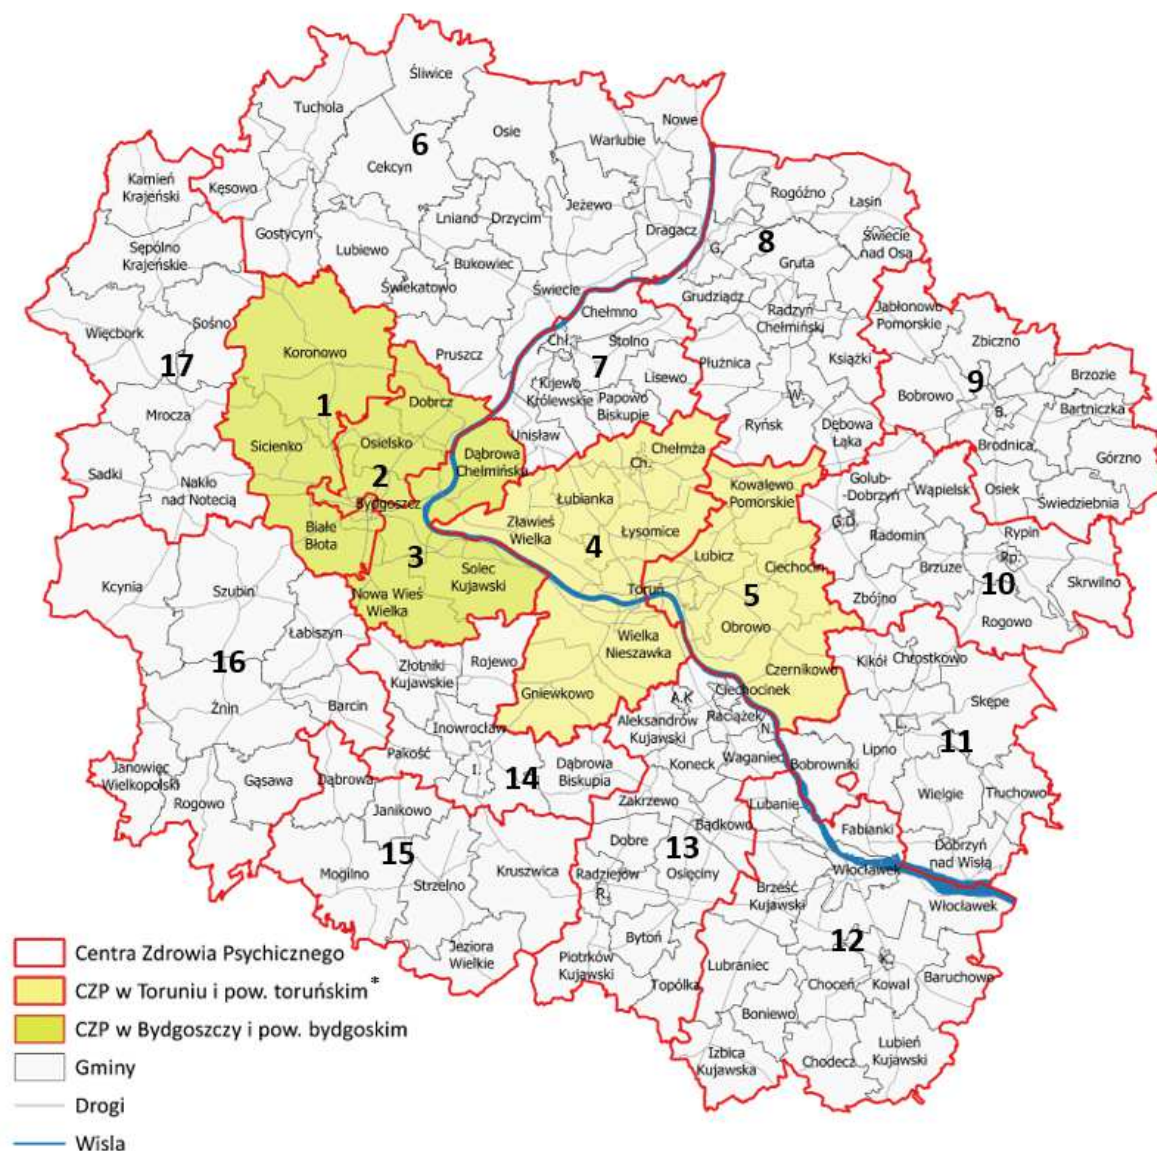 Śliwice
Tuchola
Osie
Nowe
Warlubie
6
Cekcyn
Kamień
Krajeński
Kęsowo
Rogóźno
Łasin
Lniano
Drzycim
Jeżewo
Dragacz
Gostycyn
Lubiewo
Sępólno
Krajeńskie
Bukowiec
G.
8
Gruta
Świecie
nad Osą
Świekatowo
Świecie
Grudziądz
Jabłonowo
Pomorskie
Chełmno
Radzyń
Chełmiński
Więcbork
Sośno
Koronowo
Pruszcz
Chł.
Stolno
Zbiczno
17
7
Płużnica
Książki
Lisewo
Kijewo
Królewskie
Papowo
Biskupie
9
Brzozie
Bobrowo
W.
B.
Bartniczka
Mrocza
1
Dobrcz
Unisław
Ryńsk
Dębowa
Łąka
Brodnica
Osielsko
Sicienko
Dąbrowa
Chełmińska
Chełmża
Ch.
Górzno
Sadki
Nakło
nad Notecią
2
Kowalewo
Pomorskie
Golub-
-Dobrzyń
Wąpielsk
Osiek
Świedziebnia
Bydgoszcz
Łubianka
Białe
Błota
Zławieś
Wielka
Łysomice
G.D.
Radomin
Rypin
4
3
Lubicz
Ciechocin
Brzuze
Rp.
10
Skrwilno
Kcynia
Szubin
Solec
Kujawski
Nowa Wieś
Wielka
Toruń
5
Zbójno
Rogowo
Obrowo
Łabiszyn
Wielka
Nieszawka
16
Złotniki
Kujawskie
Rojewo
Gniewkowo
Czernikowo
Kikół
Chrostkowo
Ciechocinek
A.K
Skępe
Żnin
Barcin
Raciążek
N.
Aleksandrów
Kujawski
Inowrocław
L.
11
Pakość
Lipno
Waganiec
Bobrowniki
Koneck
Janowiec
Wielkopolski
Gąsawa
Dąbrowa
I.
14
Dąbrowa
Biskupia
Rogowo
Wielgie
Tłuchowo
Zakrzewo
Lubanie
Janikowo
Bądkowo
Fabianki
Dobre
13
15
Dobrzyń
nad Wisłą
Mogilno
Kruszwica
Radziejów
Osięciny
Włocławek
Strzelno
R.
Brześć
Kujawski
Włocławek
Bytoń
12
Jeziora
Wielkie
Piotrków
Kujawski
Lubraniec
K.
Topólka
Choceń
Kowal
Baruchowo
Boniewo
Izbica
Kujawska
Chodecz
Lubień
Kujawski
Centra Zdrowia Psychicznego
CZP w Toruniu i pow. toruńskim*
CZP w Bydgoszczy i pow. bydgoskim
Gminy
Drogi
Wisla